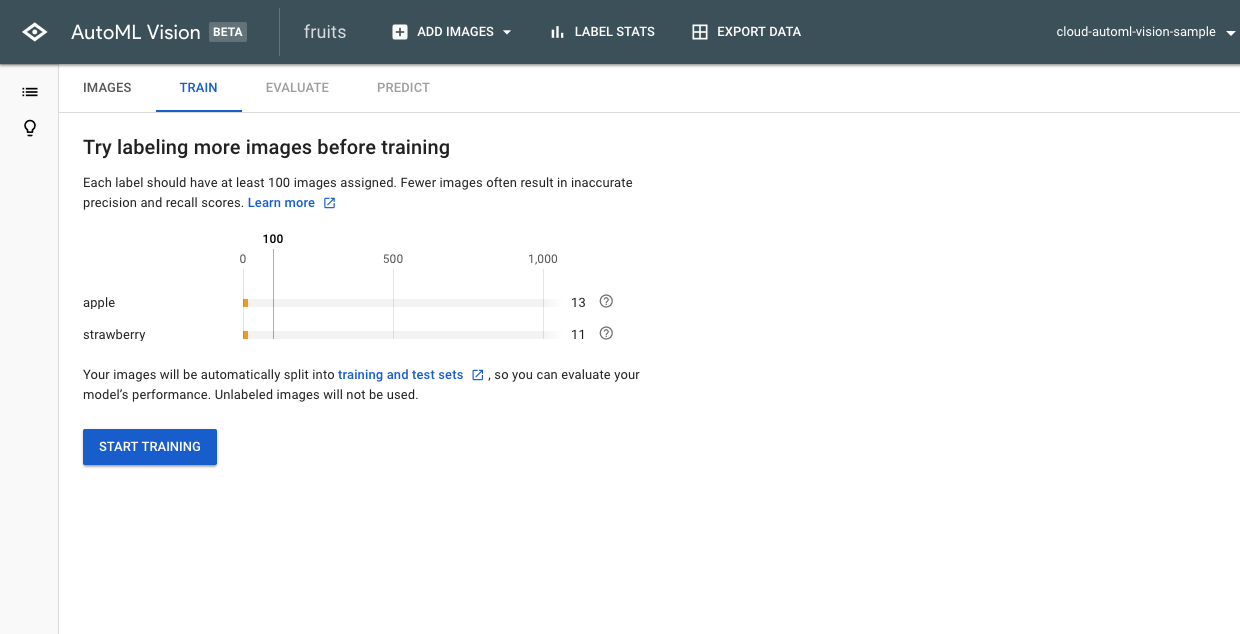 AutoML Vision BETA fruits ADD IMAGES LABEL STATS EXPORT DATA cloud-automl-vision-sample
IMAGES TRAIN EVALUATE PREDICT
Try labeling more images before training
Each label should have at least 100 images assigned. Fewer images often result in inaccurate
precision and recall scores. Learn more
100
0 500 1,000
apple 13
strawberry 11
Your images will be automatically split into training and test sets , so you can evaluate your
model’s performance. Unlabeled images will not be used.
START TRAINING